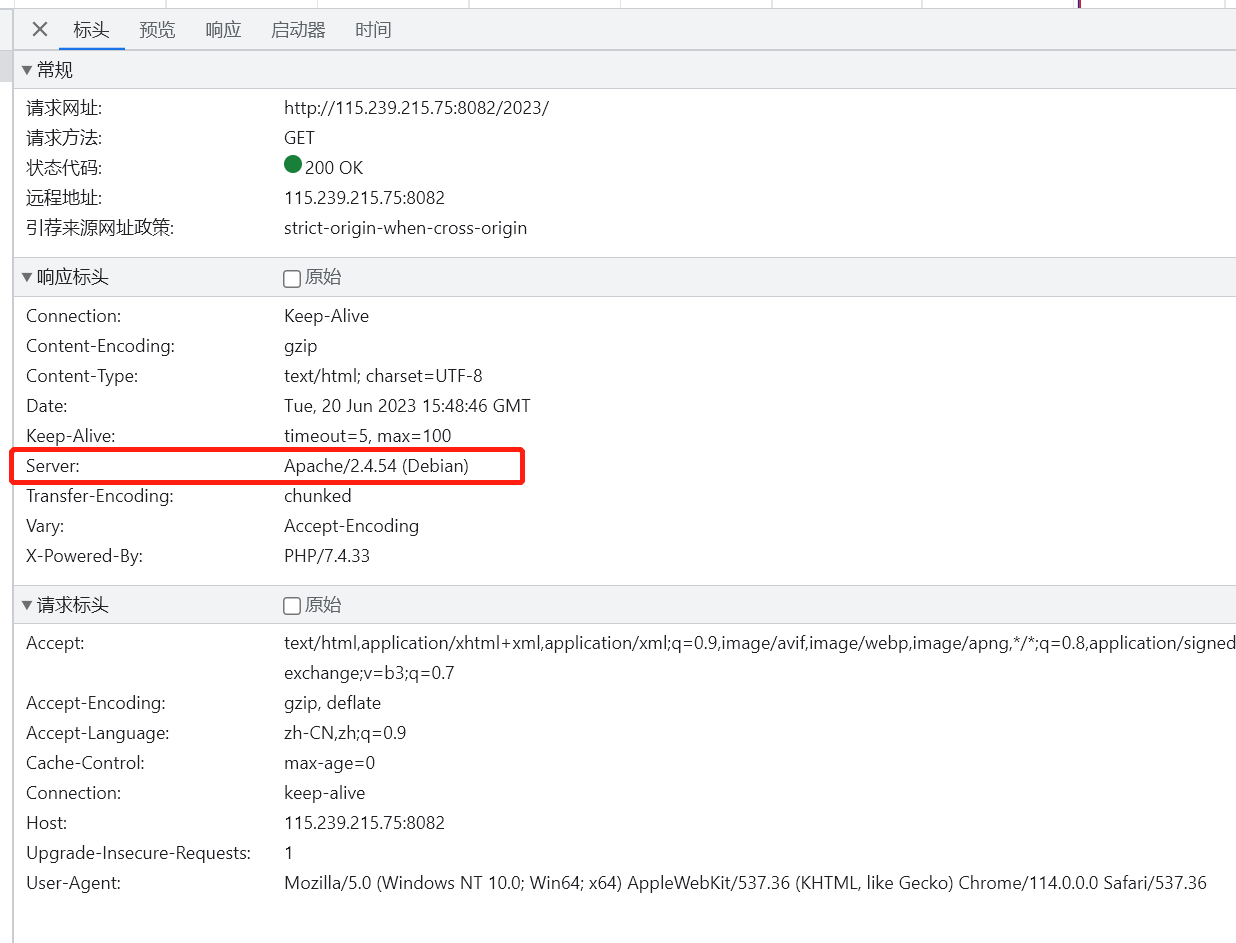 标头 预览 响应 启动器 时间
常规
请求网址: http://115.239.215.75:8082/2023/
请求方法: GET
状态代码: 200 OK
远程地址: 115.239.215.75:8082
引荐来源网址政策: strict-origin-when-cross-origin
响应标头 原始
Connection: Keep-Alive
Content-Encoding: gzip
Content-Type: text/html; charset=UTF-8
Date: Tue, 20 Jun 2023 15:48:46 GMT
Keep-Alive: timeout=5, max=100
Server: Apache/2.4.54 (Debian)
Transfer-Encoding: chunked
Vary: Accept-Encoding
X-Powered-By: PHP/7.4.33
请求标头 原始
Accept: text/html,application/xhtml+xml,application/xml;q=0.9,image/avif,image/webp,image/apng,*/*;q=0.8,application/signed
exchange;v=b3;q=0.7
Accept-Encoding: gzip, deflate
Accept-Language: zh-CN,zh;q=0.9
Cache-Control: max-age=0
Connection: keep-alive
Host: 115.239.215.75:8082
Upgrade-Insecure-Requests: 1
User-Agent: Mozilla/5.0 (Windows NT 10.0; Win64; x64) AppleWebKit/537.36 (KHTML, like Gecko) Chrome/114.0.0.0 Safari/537.36